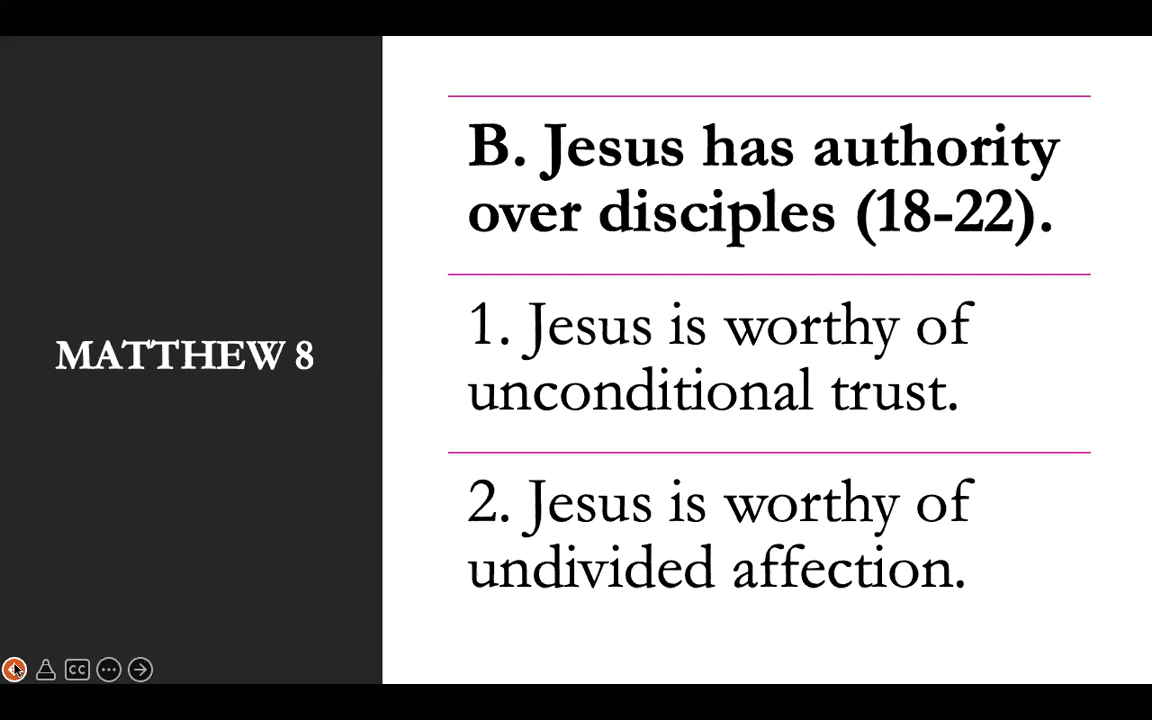 MATTHEW 8
B. Jesus has authority
over disciples (18-22).
1. Jesus is worthy of
unconditional trust.
2. Jesus is worthy of
undivided affection.
CC